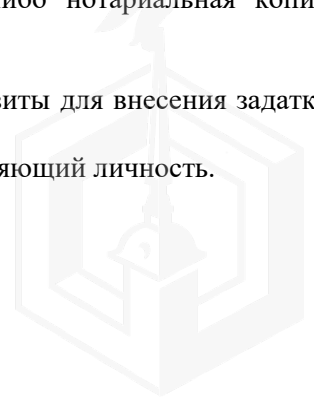 либо нотариальная копи
виты для внесения задатк
яющий личность.